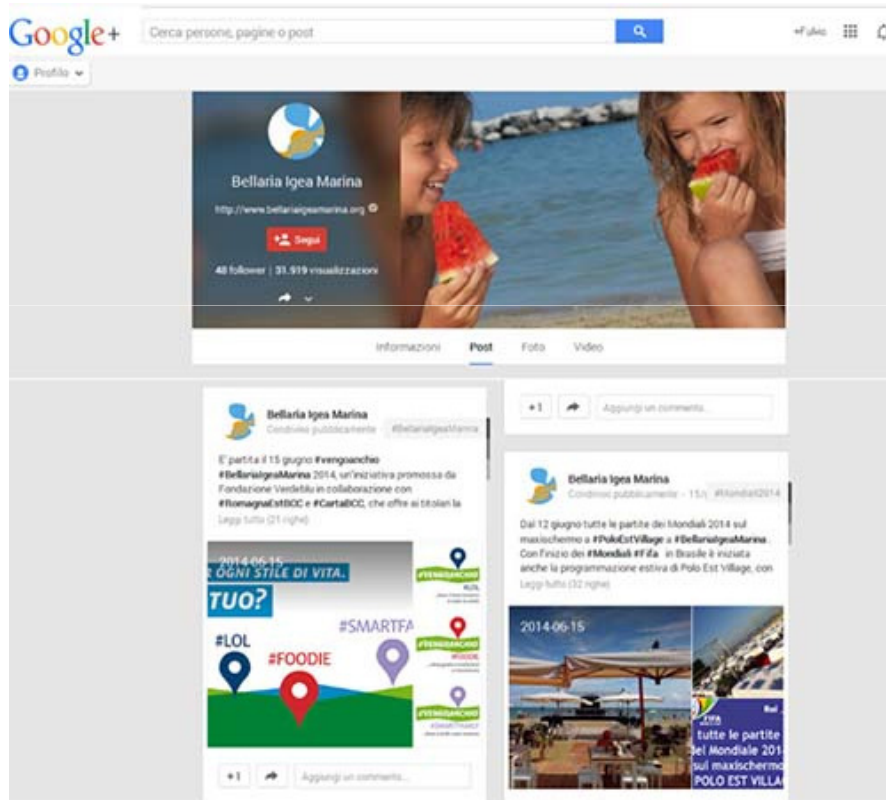 Google+
Cerca persone, pagine o post
+Fulvio
Profilo
Bellaria Igea Marina
http://www.bellariaigeamarina.org
Segui
48 follower | 31.919 visualizzazioni
Informazioni Post Foto Video
Bellaria Igea Marina
Condiviso pubblicamente #BellariaIgeaMarina
E' partita il 15 giugno #vengoanchio
#BellariaIgeaMarina 2014, un'iniziativa promossa da
Fondazione Verdeblu in collaborazione con
#RomagnaEstBCC e #CartaBCC, che offre ai titolari la
Leggi tutto (21 righe)
2014-06-15
R OGNI STILE DI VITA.
TUO?
#LOL
#FOODIE
#SMARTFA
#VENGOANCHIO
#LOL
#VENGOANCHIO
#FOODIE
#VENGOANCHIO
+1 Aggiungi un commento...
+1 Aggiungi un commento...
Bellaria Igea Marina
Condiviso pubblicamente - 15/ #Mondiali2014
Dal 12 giugno tutte le partite dei Mondiali 2014 sul
maxischermo a #PoloEstVillage a #BellariaIgeaMarina .
Con l'inizio dei #Mondiali #Fifa in Brasile è iniziata
anche la programmazione estiva di Polo Est Village, con
Leggi tutto (32 righe)
2014-06-15
FIFA
Rai
tutte le partite
del Mondiale 201
sul maxischermo
POLO EST VILLA